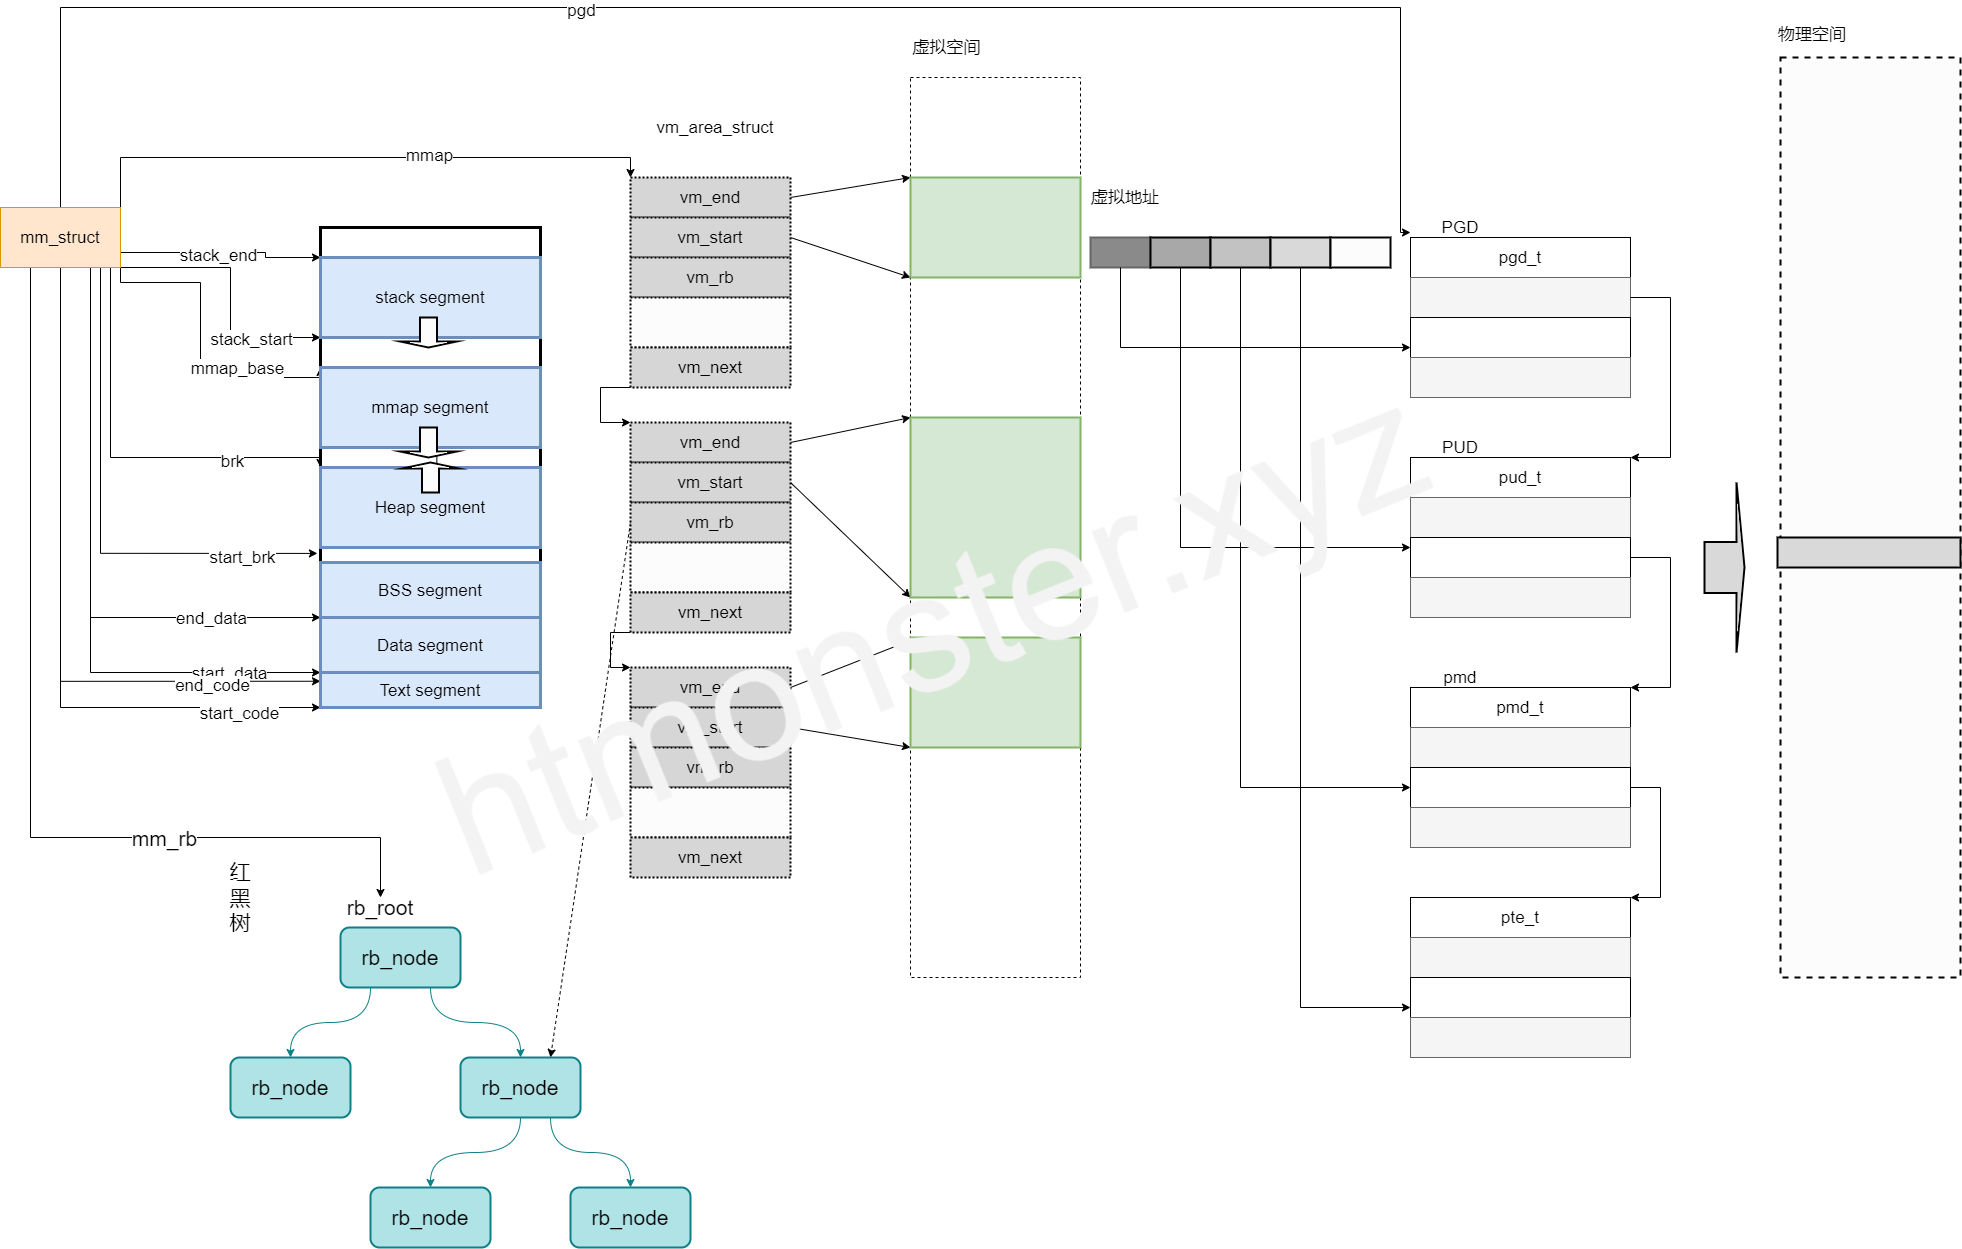 pgd
虚拟空间
物理空间
vm_area_struct
mmap
mm_struct
stack_end
stack_start
mmap_base
brk
start_brk
end_data
start_data
end_code
start_code
stack segment
mmap segment
Heap segment
BSS segment
Data segment
Text segment
vm_end
vm_start
vm_rb
vm_next
vm_end
vm_start
vm_rb
vm_next
vm_end
vm_start
vm_rb
vm_next
虚拟地址
PGD
pgd_t
PUD
pud_t
pmd
pmd_t
pte_t
mm_rb
红
黑
树
rb_root
rb_node
rb_node
rb_node
rb_node
rb_node
htmonster.xyz